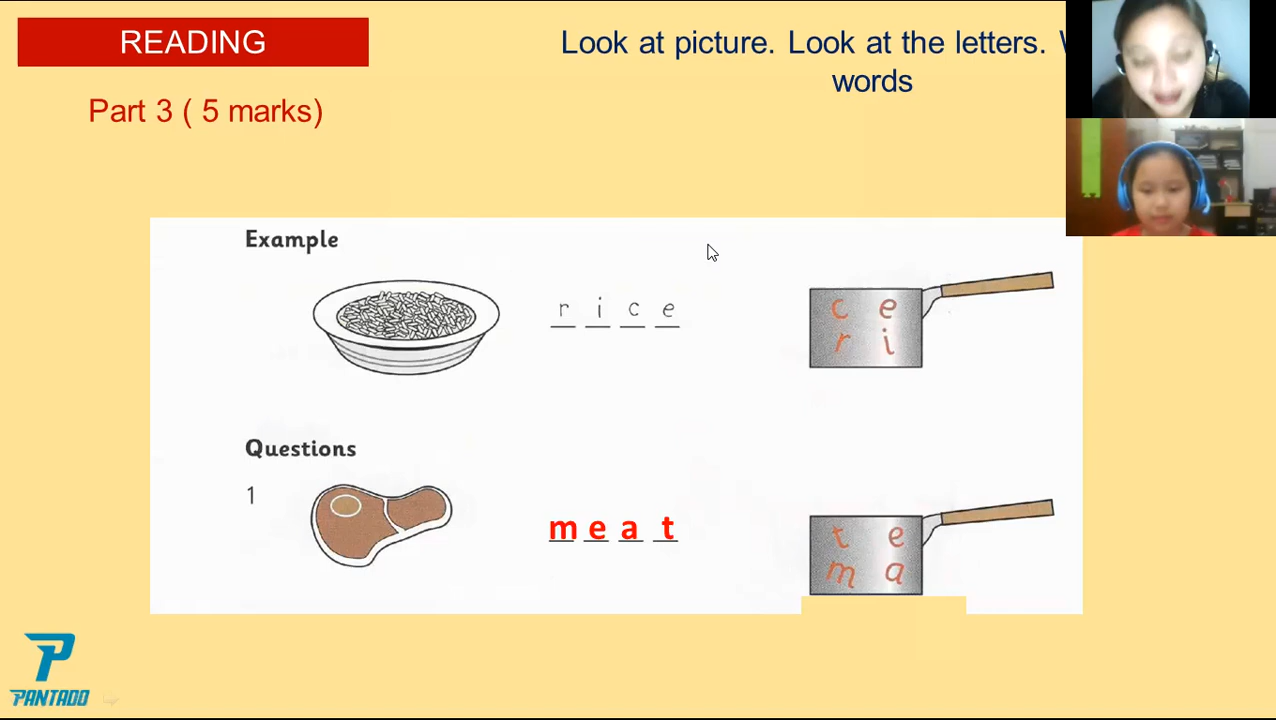 READING
Look at picture. Look at the letters.
words
Part 3 ( 5 marks)
Example
r i c e
c e
r i
Questions
1
m e a t
t e
m a
PANTADO